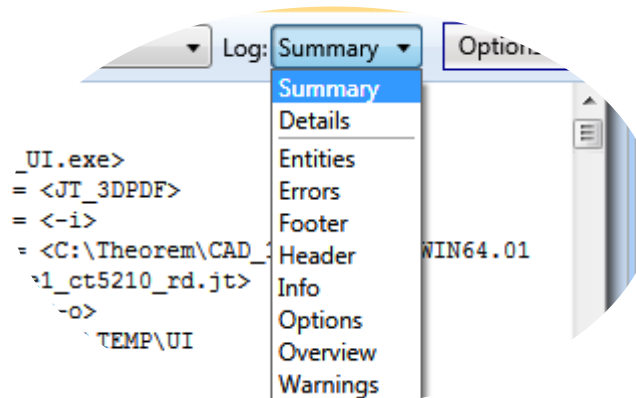 Log: Summary Options
Summary
Details
_UI.exe>
Entities
= <JT_3DPDF>
Errors
= <-i>
Footer
= <C:\Theorem\CAD_ WIN64.01
Header
_ct5210_rd.jt>
Info
-o>
Options
TEMP\UI
Overview
Warnings